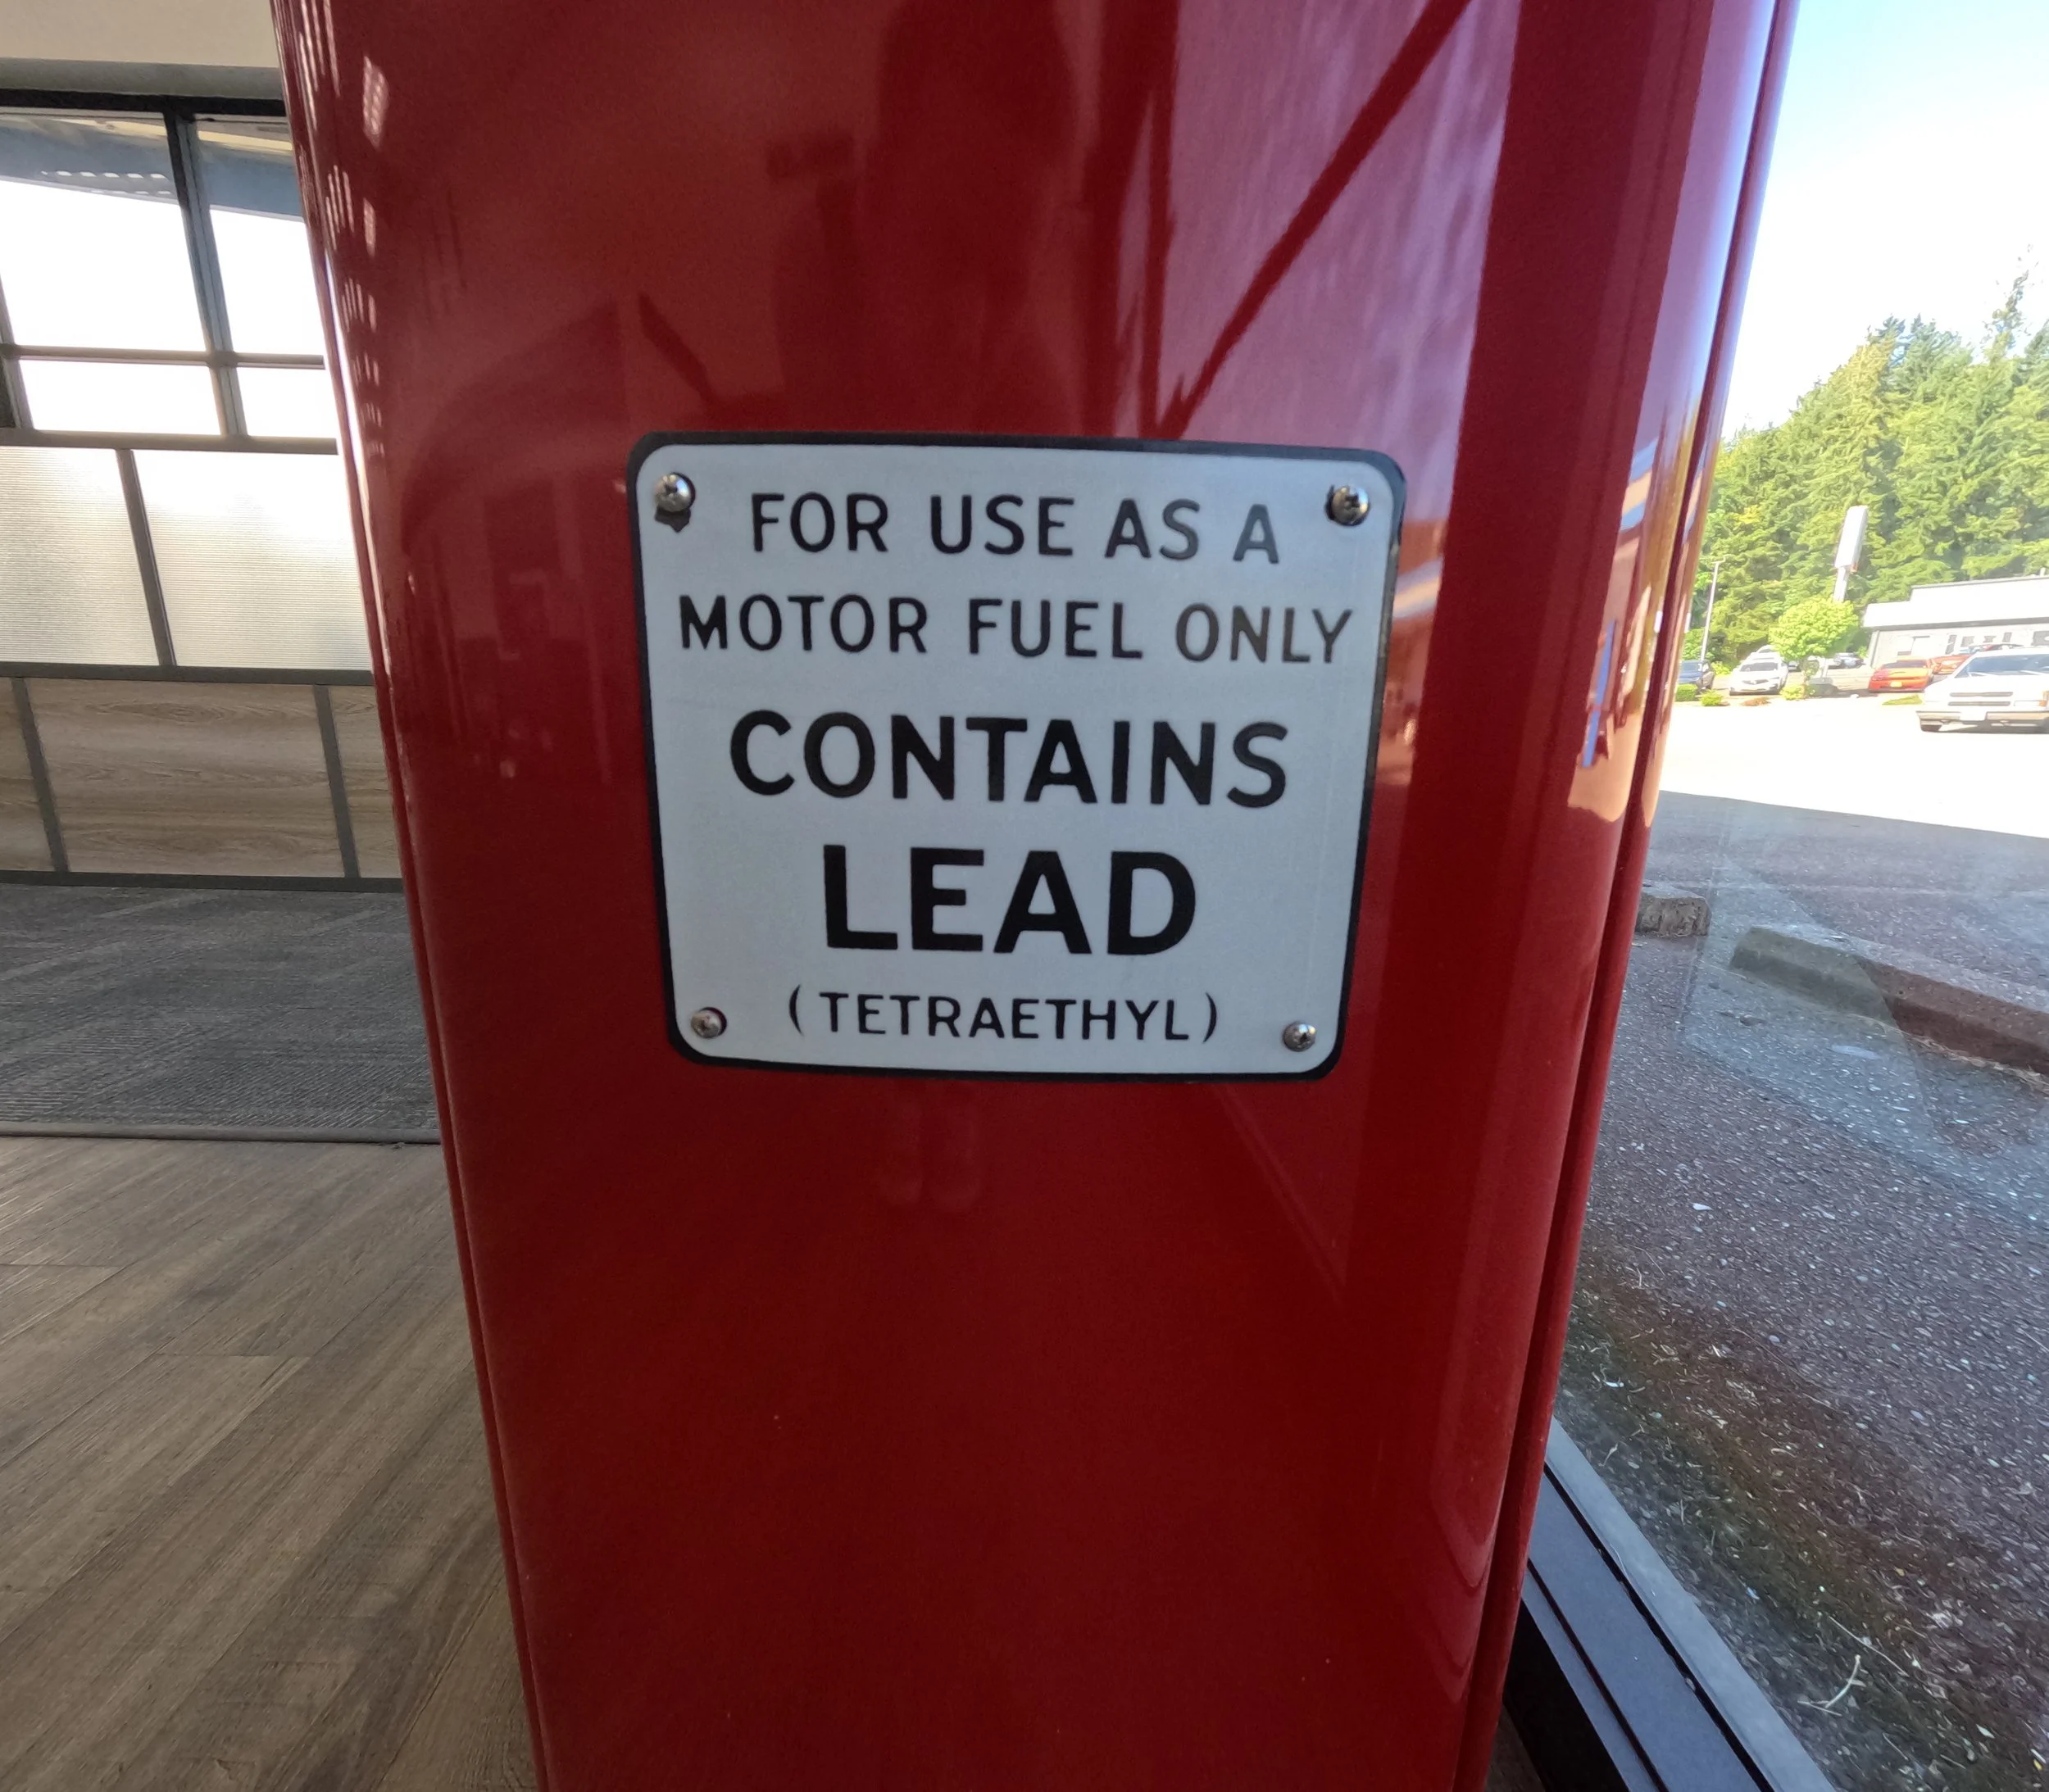 FOR USE AS A
MOTOR FUEL ONLY
CONTAINS
LEAD
(TETRAETHYL)